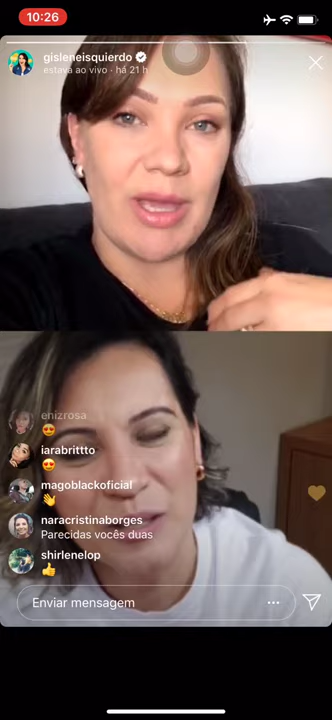 10:26
gisleneisquierdo
estava ao vivo · há 21 h
enizrosa
iarabrittto
magoblackoficial
naracristinaborges
Parecidas vocês duas
shirlenelop
Enviar mensagem